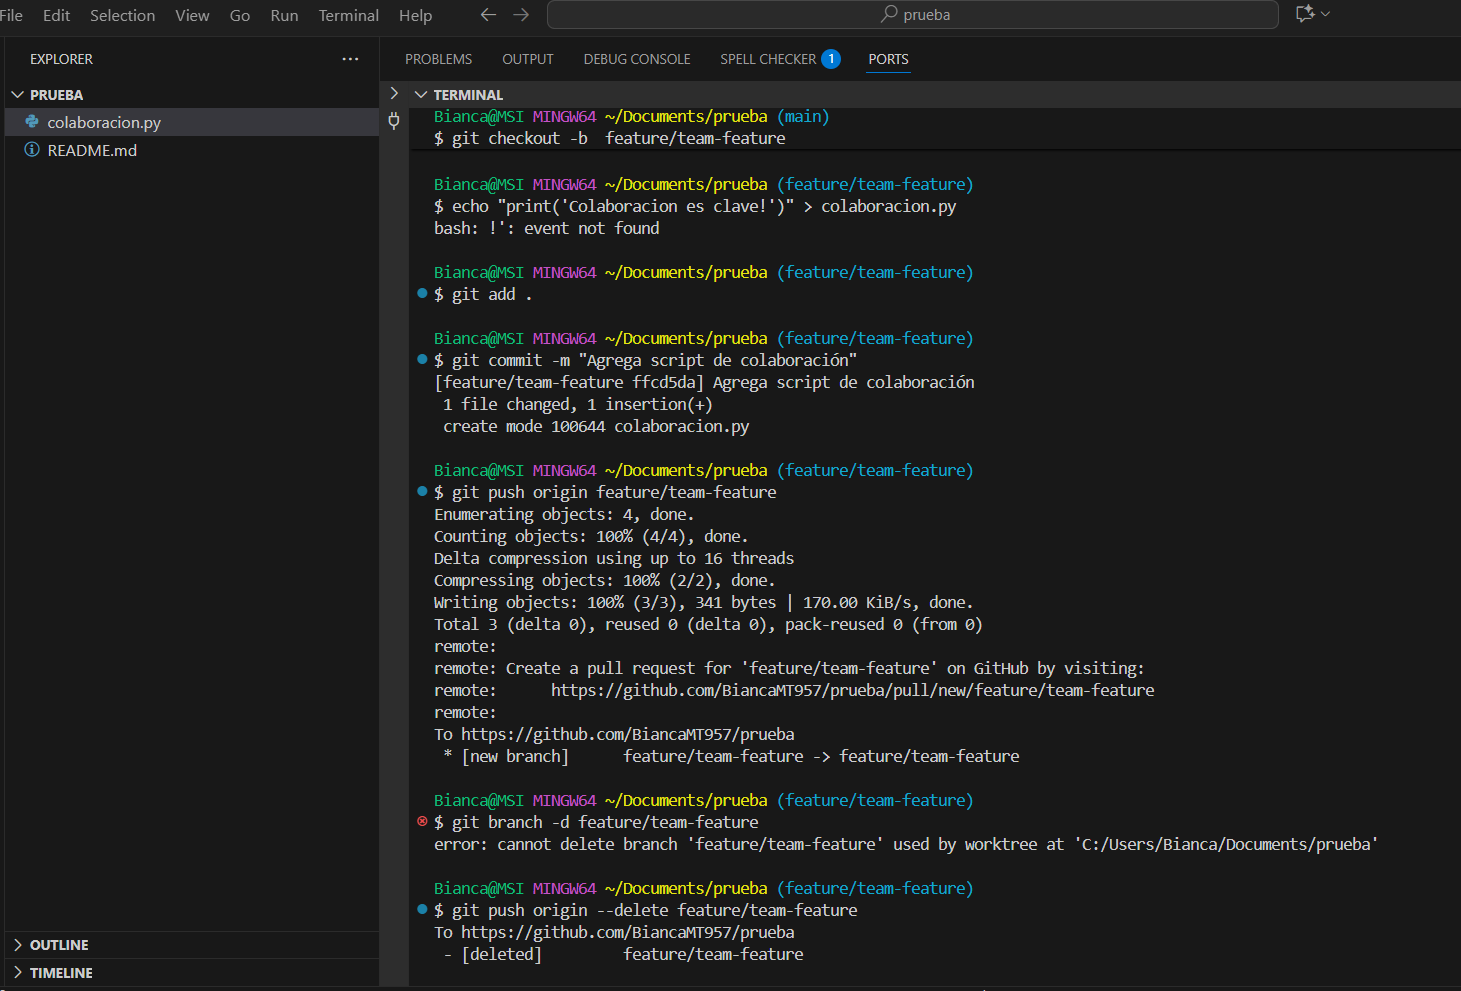 File Edit Selection View Go Run Terminal Help
prueba
EXPLORER
PRUEBA
colaboracion.py
README.md
OUTLINE
TIMELINE
PROBLEMS OUTPUT DEBUG CONSOLE SPELL CHECKER 1 PORTS
TERMINAL
Bianca@MSI MINGW64 ~/Documents/prueba (main)
$ git checkout -b  feature/team-feature
Bianca@MSI MINGW64 ~/Documents/prueba (feature/team-feature)
$ echo "print('Colaboracion es clave!')" > colaboracion.py
bash: !': event not found
Bianca@MSI MINGW64 ~/Documents/prueba (feature/team-feature)
$ git add .
Bianca@MSI MINGW64 ~/Documents/prueba (feature/team-feature)
$ git commit -m "Agrega script de colaboración"
[feature/team-feature ffcd5da] Agrega script de colaboración
 1 file changed, 1 insertion(+)
 create mode 100644 colaboracion.py
Bianca@MSI MINGW64 ~/Documents/prueba (feature/team-feature)
$ git push origin feature/team-feature
Enumerating objects: 4, done.
Counting objects: 100% (4/4), done.
Delta compression using up to 16 threads
Compressing objects: 100% (2/2), done.
Writing objects: 100% (3/3), 341 bytes | 170.00 KiB/s, done.
Total 3 (delta 0), reused 0 (delta 0), pack-reused 0 (from 0)
remote:
remote: Create a pull request for 'feature/team-feature' on GitHub by visiting:
remote:      https://github.com/BiancaMT957/prueba/pull/new/feature/team-feature
remote:
To https://github.com/BiancaMT957/prueba
 * [new branch]      feature/team-feature -> feature/team-feature
Bianca@MSI MINGW64 ~/Documents/prueba (feature/team-feature)
$ git branch -d feature/team-feature
error: cannot delete branch 'feature/team-feature' used by worktree at 'C:/Users/Bianca/Documents/prueba'
Bianca@MSI MINGW64 ~/Documents/prueba (feature/team-feature)
$ git push origin --delete feature/team-feature
To https://github.com/BiancaMT957/prueba
 - [deleted]         feature/team-feature